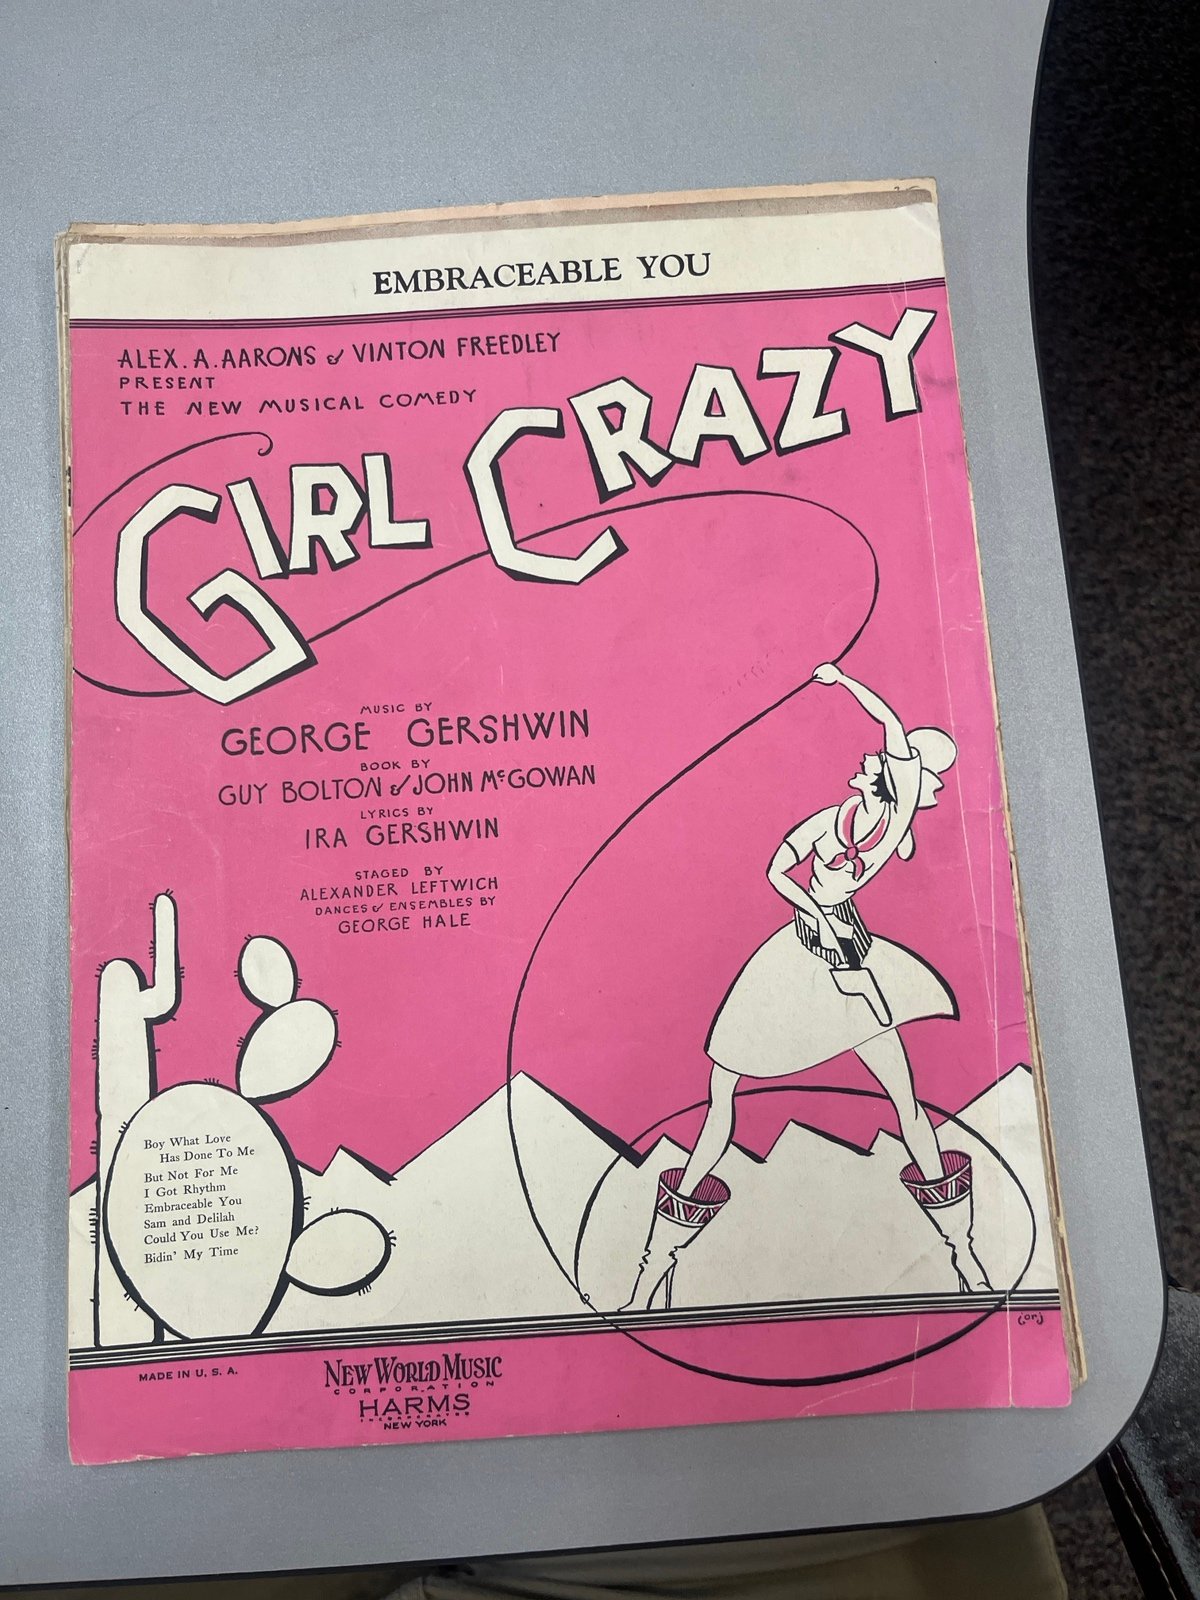 EMBRACEABLE YOU
ALEX. A. AARONS & VINTON FREEDLEY
PRESENT
THE NEW MUSICAL COMEDY
GIRL CRAZY
MUSIC BY
GEORGE GERSHWIN
BOOK BY
GUY BOLTON & JOHN McGOWAN
LYRICS BY
IRA GERSHWIN
STAGED BY
ALEXANDER LEFTWICH
DANCES & ENSEMBLES BY
GEORGE HALE
Boy What Love
Has Done To Me
But Not For Me
I Got Rhythm
Embraceable You
Sam and Delilah
Could You Use Me?
Bidin' My Time
jorj
MADE IN U. S. A.
NEW WORLD MUSIC
CORPORATION
HARMS
INCORPORATED
NEW YORK